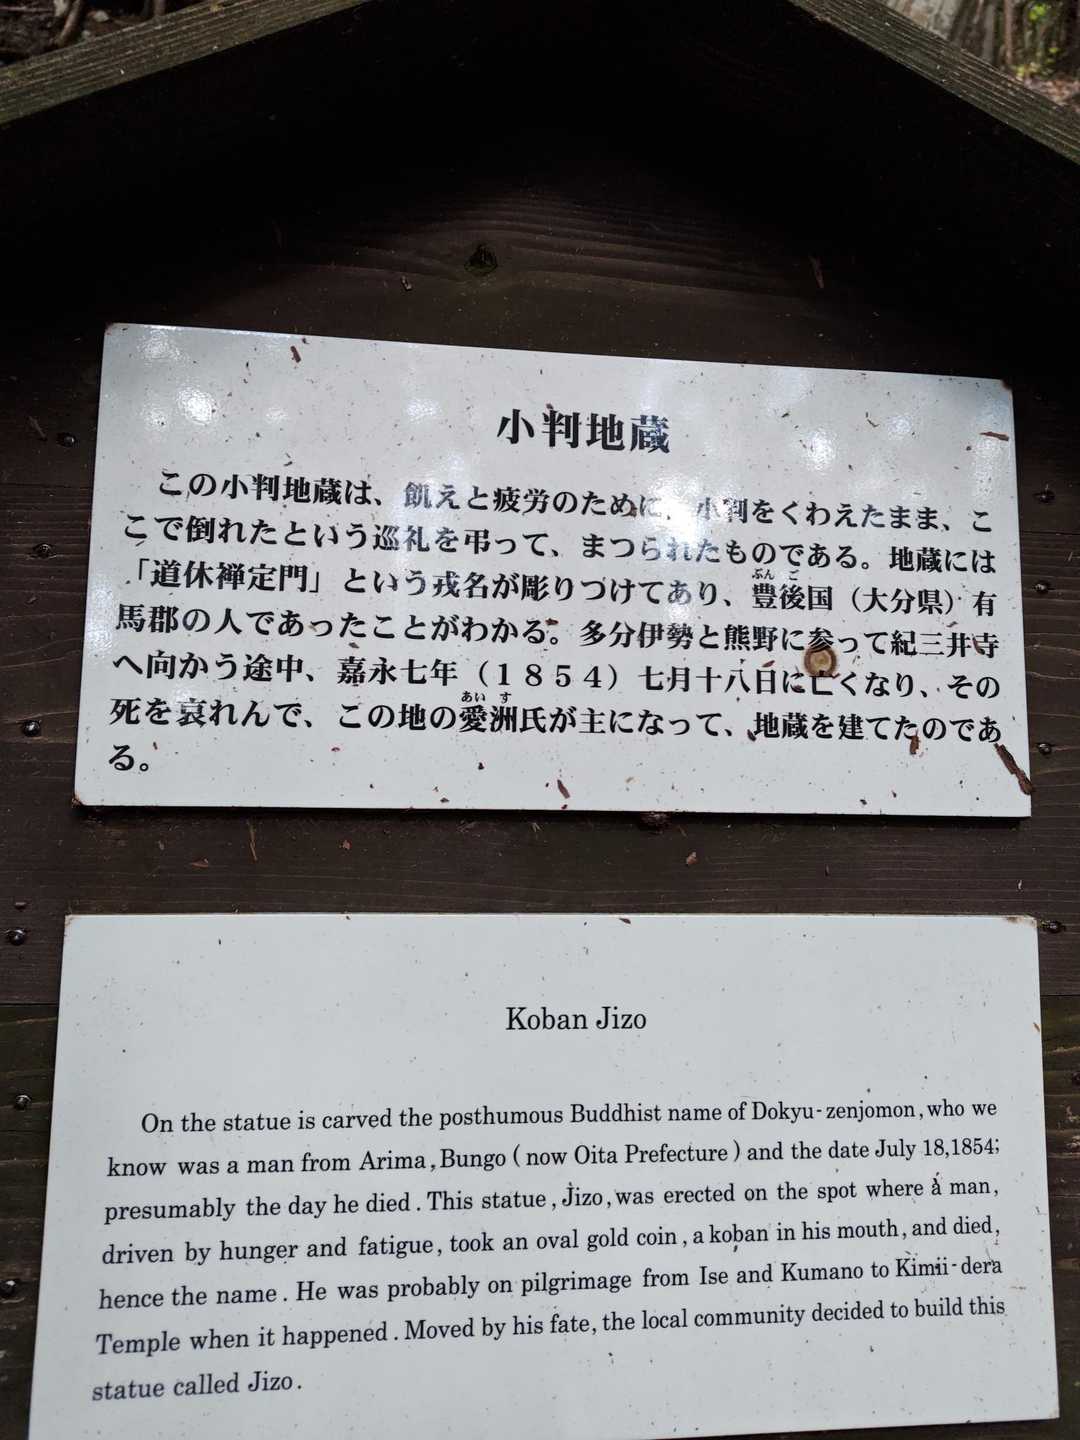 小判地蔵
この小判地蔵は、飢えと疲労のために、小判をくわえたまま、こ
こで倒れたという巡礼を弔って、まつられたものである。地蔵には
ぶん ご
「道休禅定門」という戒名が彫りつけてあり、豊後国（大分県）有
馬郡の人であったことがわかる。多分伊勢と熊野に参って紀三井寺
へ向かう途中、嘉永七年（１８５４）七月十八日に亡くなり、その
あい す
死を哀れんで、この地の愛洲氏が主になって、地蔵を建てたのであ
る。
Koban Jizo
On the statue is carved the posthumous Buddhist name of Dokyu-zenjomon, who we
know was a man from Arima, Bungo (now Oita Prefecture) and the date July 18,1854;
presumably the day he died. This statue, Jizo, was erected on the spot where a man,
driven by hunger and fatigue, took an oval gold coin, a koban in his mouth, and died,
hence the name. He was probably on pilgrimage from Ise and Kumano to Kimii-dera
Temple when it happened. Moved by his fate, the local community decided to build this
statue called Jizo.